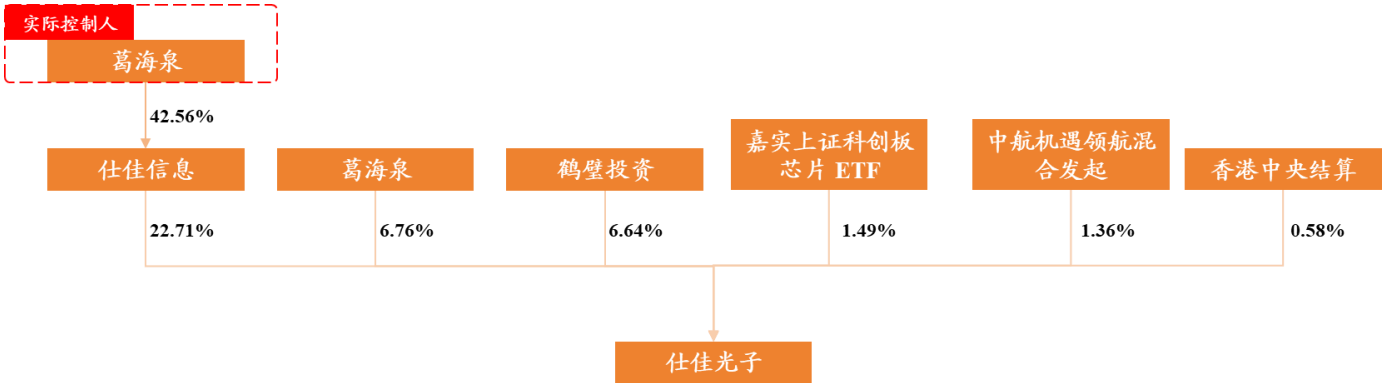 实际控制人
葛海泉
42.56%
仕佳信息
葛海泉
鹤壁投资
嘉实上证科创板
芯片 ETF
中航机遇领航混
合发起
香港中央结算
22.71%
6.76%
6.64%
1.49%
1.36%
0.58%
仕佳光子